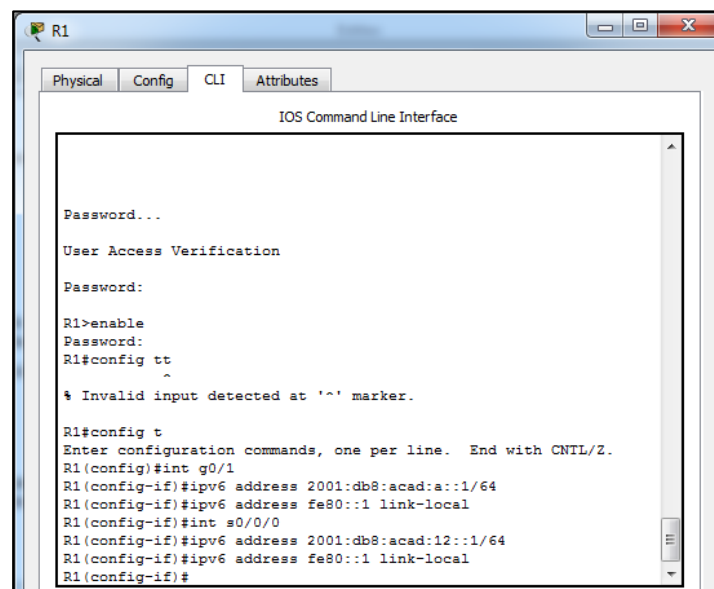 R1
Physical Config CLI Attributes
IOS Command Line Interface
Password...
User Access Verification
Password:
R1>enable
Password:
R1#config tt
^
% Invalid input detected at '^' marker.
R1#config t
Enter configuration commands, one per line. End with CNTL/Z.
R1(config)#int g0/1
R1(config-if)#ipv6 address 2001:db8:acad:a::1/64
R1(config-if)#ipv6 address fe80::1 link-local
R1(config-if)#int s0/0/0
R1(config-if)#ipv6 address 2001:db8:acad:12::1/64
R1(config-if)#ipv6 address fe80::1 link-local
R1(config-if)#